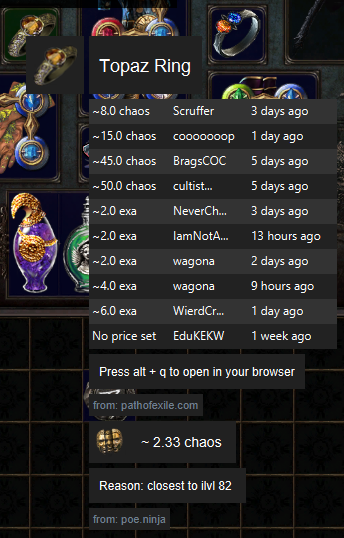 Topaz Ring
~8.0 chaos Scruffer 3 days ago
~15.0 chaos cooooooop 1 day ago
~45.0 chaos BragsCOC 5 days ago
~50.0 chaos cultist... 5 days ago
~2.0 exa NeverCh... 3 days ago
~2.0 exa IamNotA... 13 hours ago
~2.0 exa wagona 2 days ago
~4.0 exa wagona 9 hours ago
~6.0 exa WierdCr... 1 day ago
No price set EduKEKW 1 week ago
Press alt + q to open in your browser
from: pathofexile.com
~ 2.33 chaos
Reason: closest to ilvl 82
from: poe.ninja